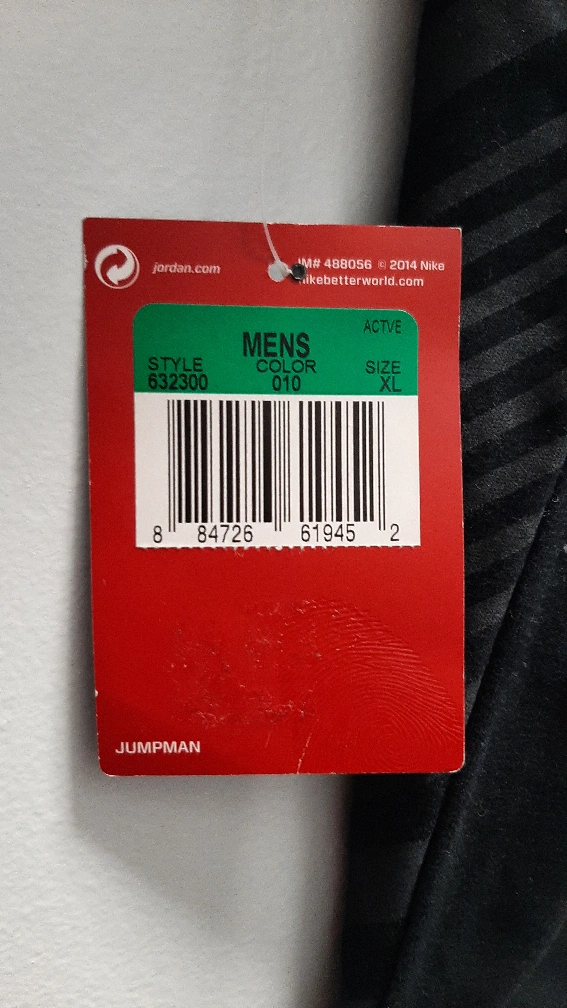 jordan.com
IM# 488056 © 2014 Nike
nikebetterworld.com
ACTVE
MENS
STYLE COLOR SIZE
632300 010 XL
8 84726 61945 2
JUMPMAN